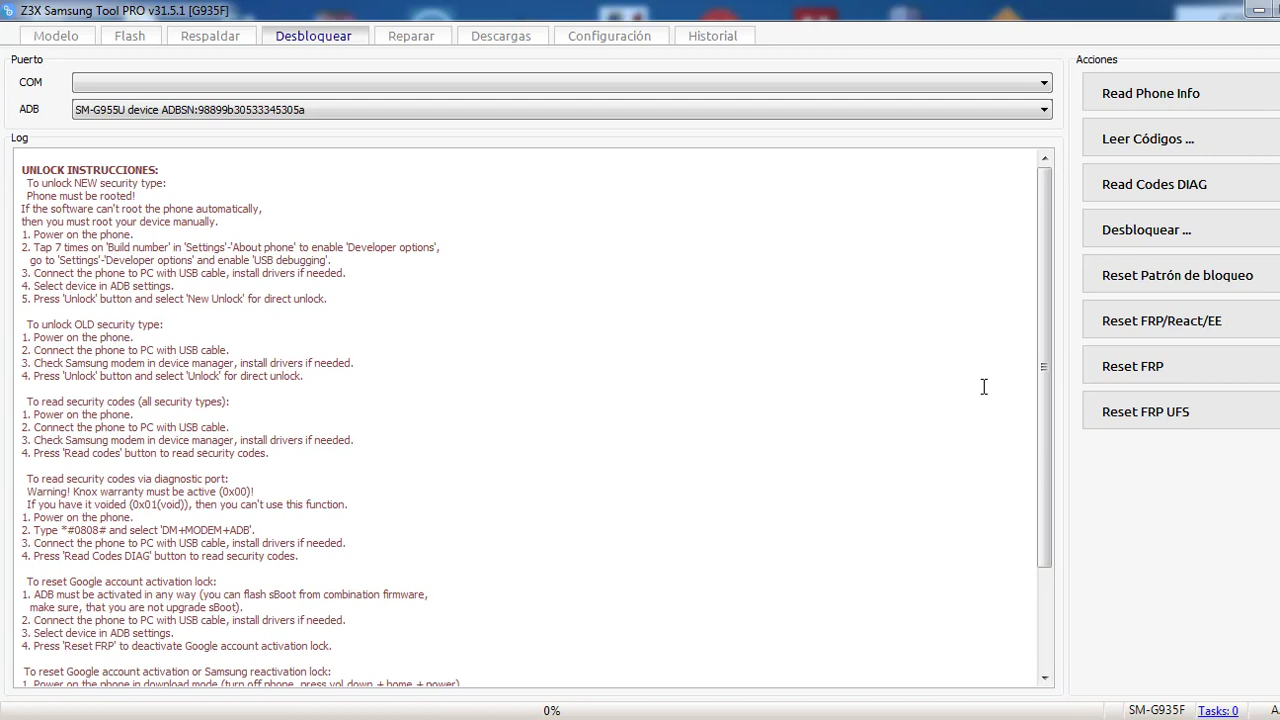 Z3X Samsung Tool PRO v31.5.1 [G935F]
Modelo Flash Respaldar Desbloquear Reparar Descargas Configuración Historial
Puerto
COM
ADB SM-G955U device ADBSN:98899b30533345305a
Log
UNLOCK INSTRUCCIONES:
To unlock NEW security type:
Phone must be rooted!
If the software can't root the phone automatically,
then you must root your device manually.
1. Power on the phone.
2. Tap 7 times on 'Build number' in 'Settings'-'About phone' to enable 'Developer options',
go to 'Settings'-'Developer options' and enable 'USB debugging'.
3. Connect the phone to PC with USB cable, install drivers if needed.
4. Select device in ADB settings.
5. Press 'Unlock' button and select 'New Unlock' for direct unlock.
To unlock OLD security type:
1. Power on the phone.
2. Connect the phone to PC with USB cable.
3. Check Samsung modem in device manager, install drivers if needed.
4. Press 'Unlock' button and select 'Unlock' for direct unlock.
To read security codes (all security types):
1. Power on the phone.
2. Connect the phone to PC with USB cable.
3. Check Samsung modem in device manager, install drivers if needed.
4. Press 'Read codes' button to read security codes.
To read security codes via diagnostic port:
Warning! Knox warranty must be active (0x00)!
If you have it voided (0x01(void)), then you can't use this function.
1. Power on the phone.
2. Type *#0808# and select 'DM+MODEM+ADB'.
3. Connect the phone to PC with USB cable, install drivers if needed.
4. Press 'Read Codes DIAG' button to read security codes.
To reset Google account activation lock:
1. ADB must be activated in any way (you can flash sBoot from combination firmware,
make sure, that you are not upgrade sBoot).
2. Connect the phone to PC with USB cable, install drivers if needed.
3. Select device in ADB settings.
4. Press 'Reset FRP' to deactivate Google account activation lock.
To reset Google account activation or Samsung reactivation lock:
1. Power on the phone in download mode (turn off phone, press vol down + home + power)
Acciones
Read Phone Info
Leer Códigos ...
Read Codes DIAG
Desbloquear ...
Reset Patrón de bloqueo
Reset FRP/React/EE
Reset FRP
Reset FRP UFS
0% SM-G935F Tasks: 0